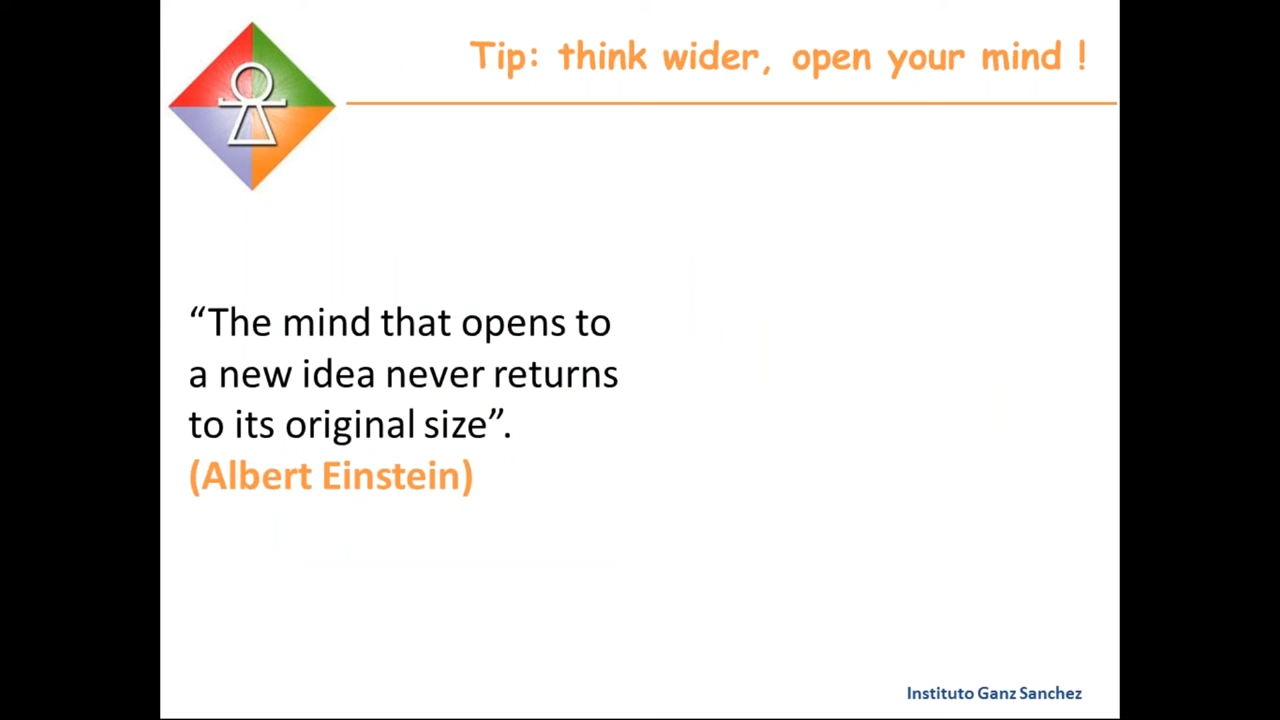 Tip: think wider, open your mind !
“The mind that opens to
a new idea never returns
to its original size”.
(Albert Einstein)
Instituto Ganz Sanchez